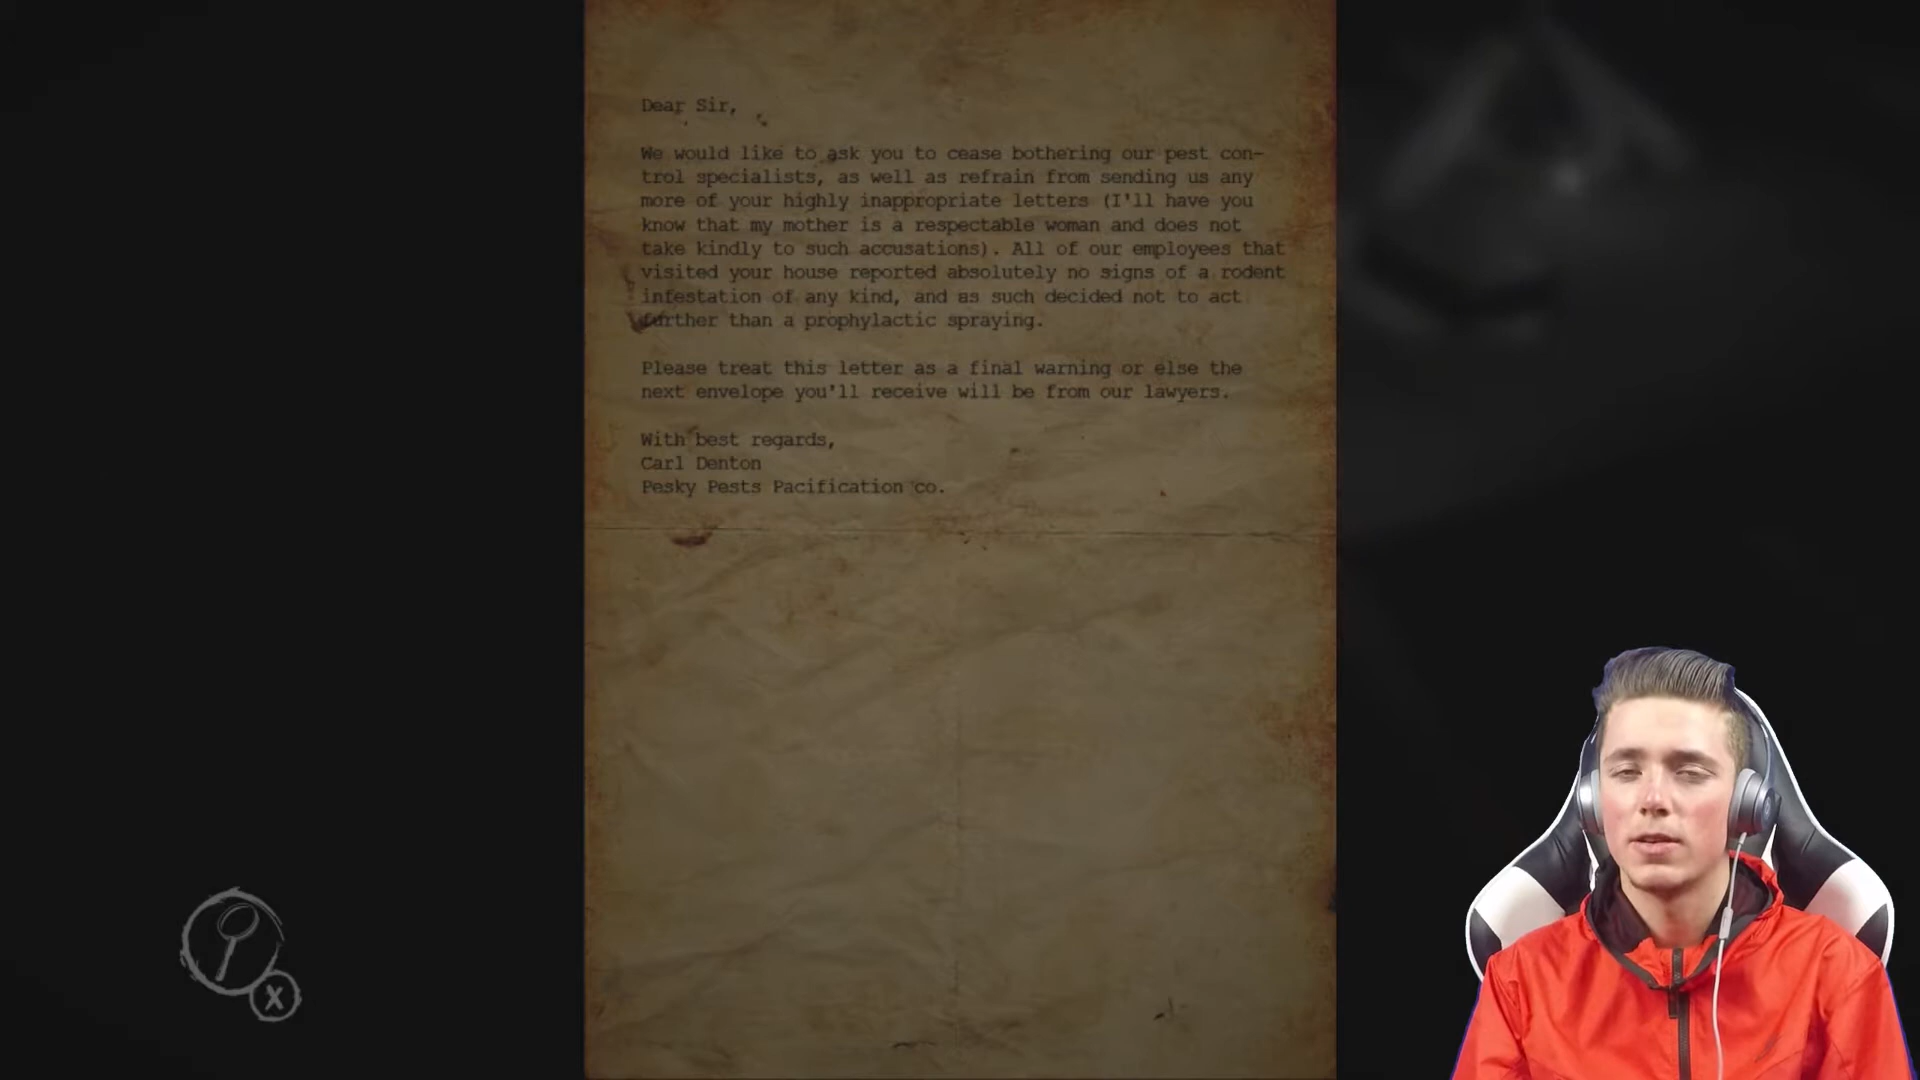 Dear Sir,
We would like to ask you to cease bothering our pest con-
trol specialists, as well as refrain from sending us any
more of your highly inappropriate letters (I'll have you
know that my mother is a respectable woman and does not
take kindly to such accusations). All of our employees that
visited your house reported absolutely no signs of a rodent
infestation of any kind, and as such decided not to act
further than a prophylactic spraying.
Please treat this letter as a final warning or else the
next envelope you'll receive will be from our lawyers.
With best regards,
Carl Denton
Pesky Pests Pacification co.
X